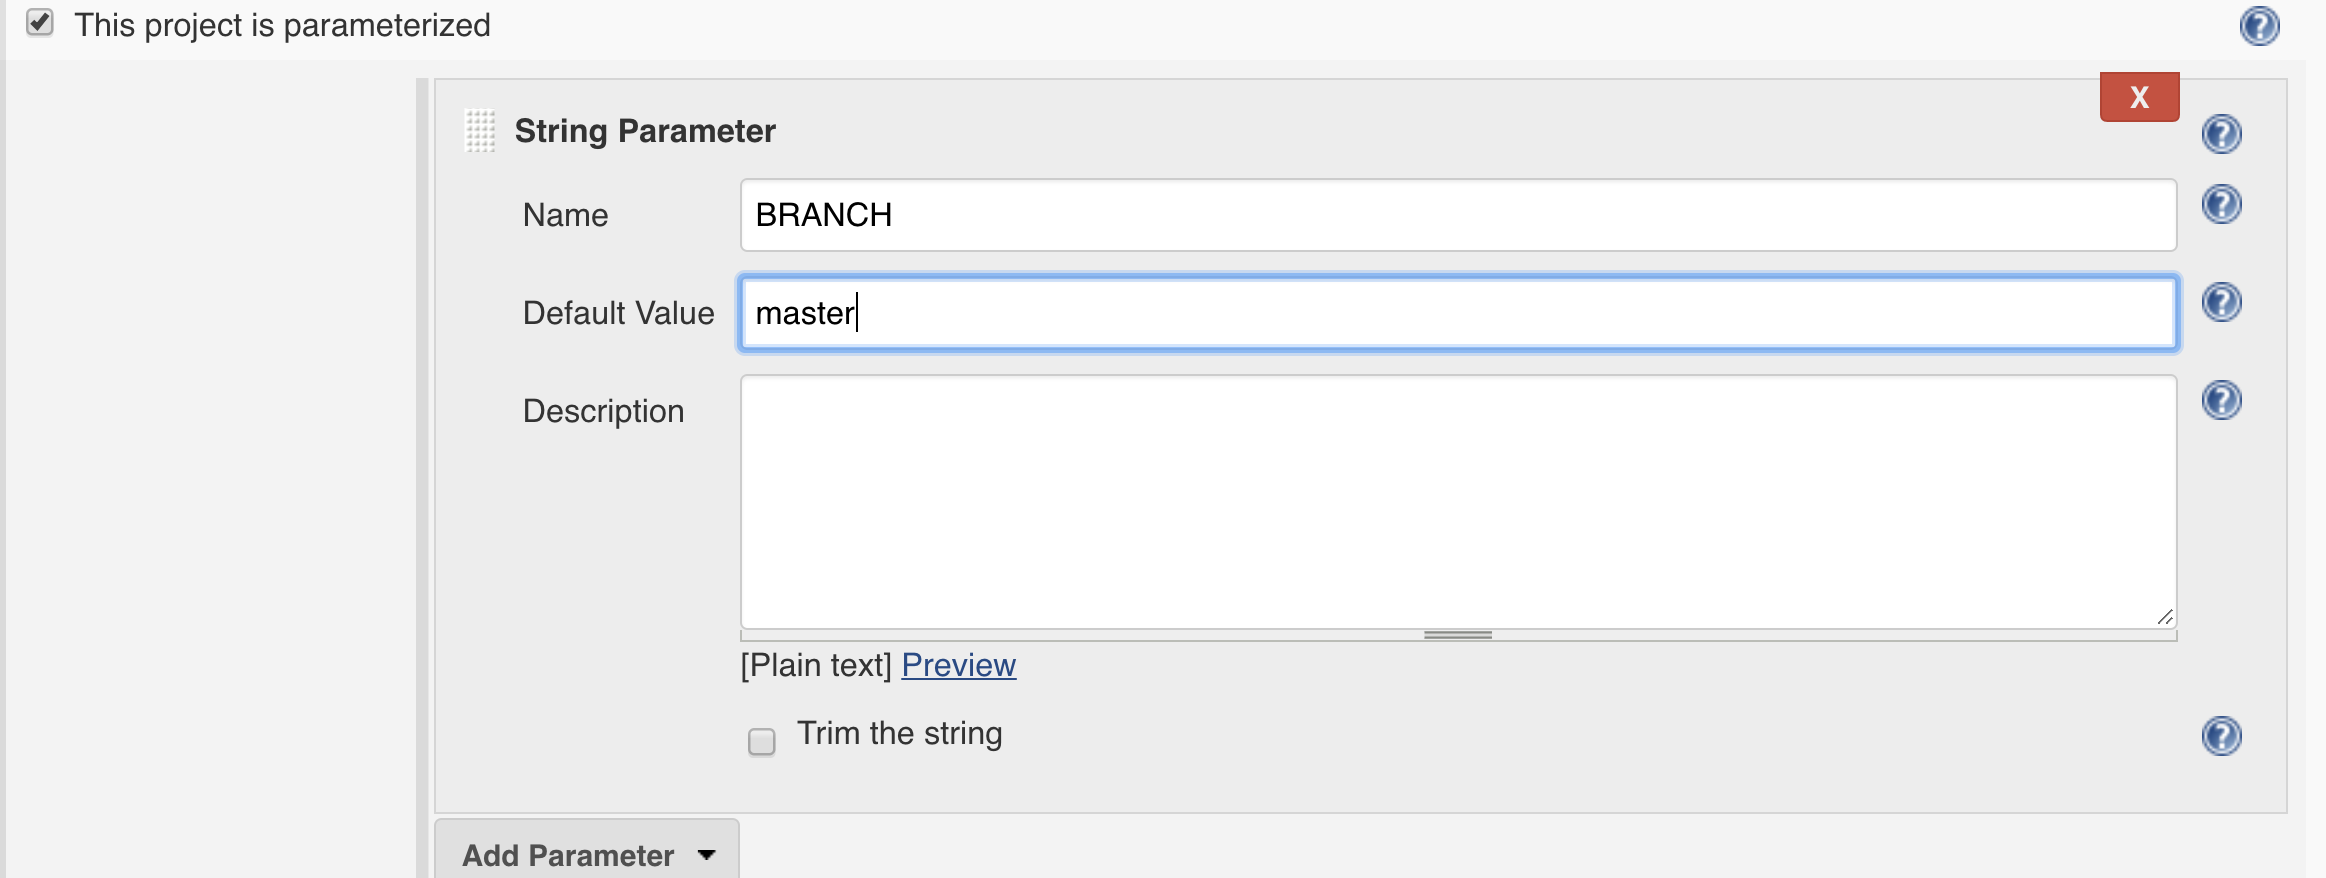 This project is parameterized
?
X
String Parameter
?
Name
BRANCH
?
Default Value
master
?
Description
?
[Plain text] Preview
Trim the string
?
Add Parameter